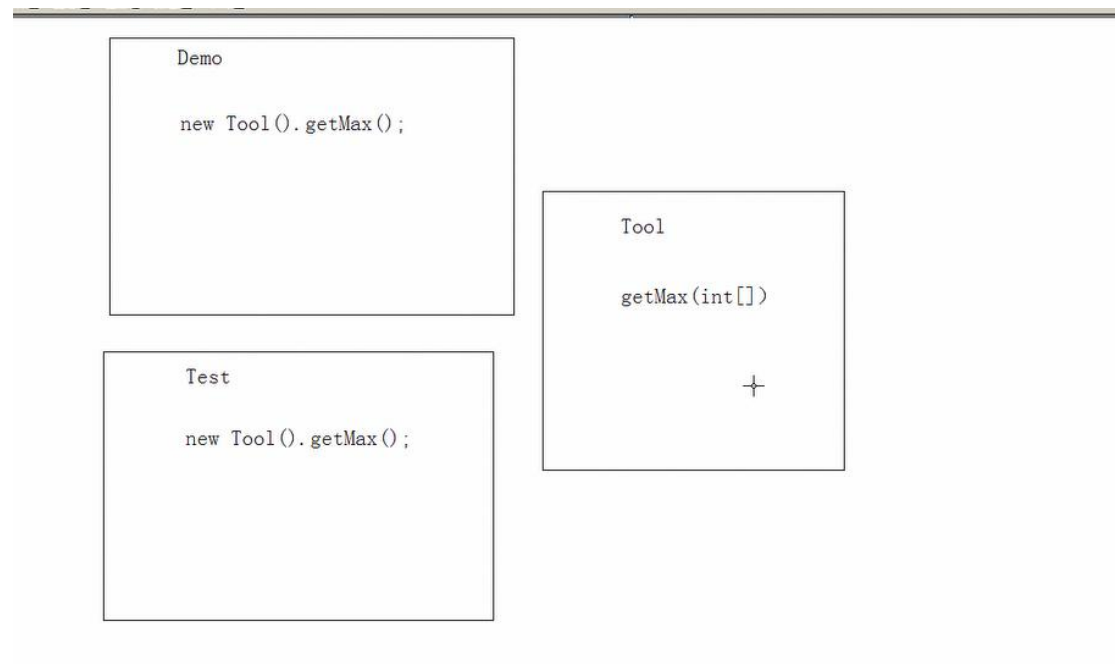 Demo
new Tool().getMax();
Tool
getMax(int[])
Test
new Tool().getMax();